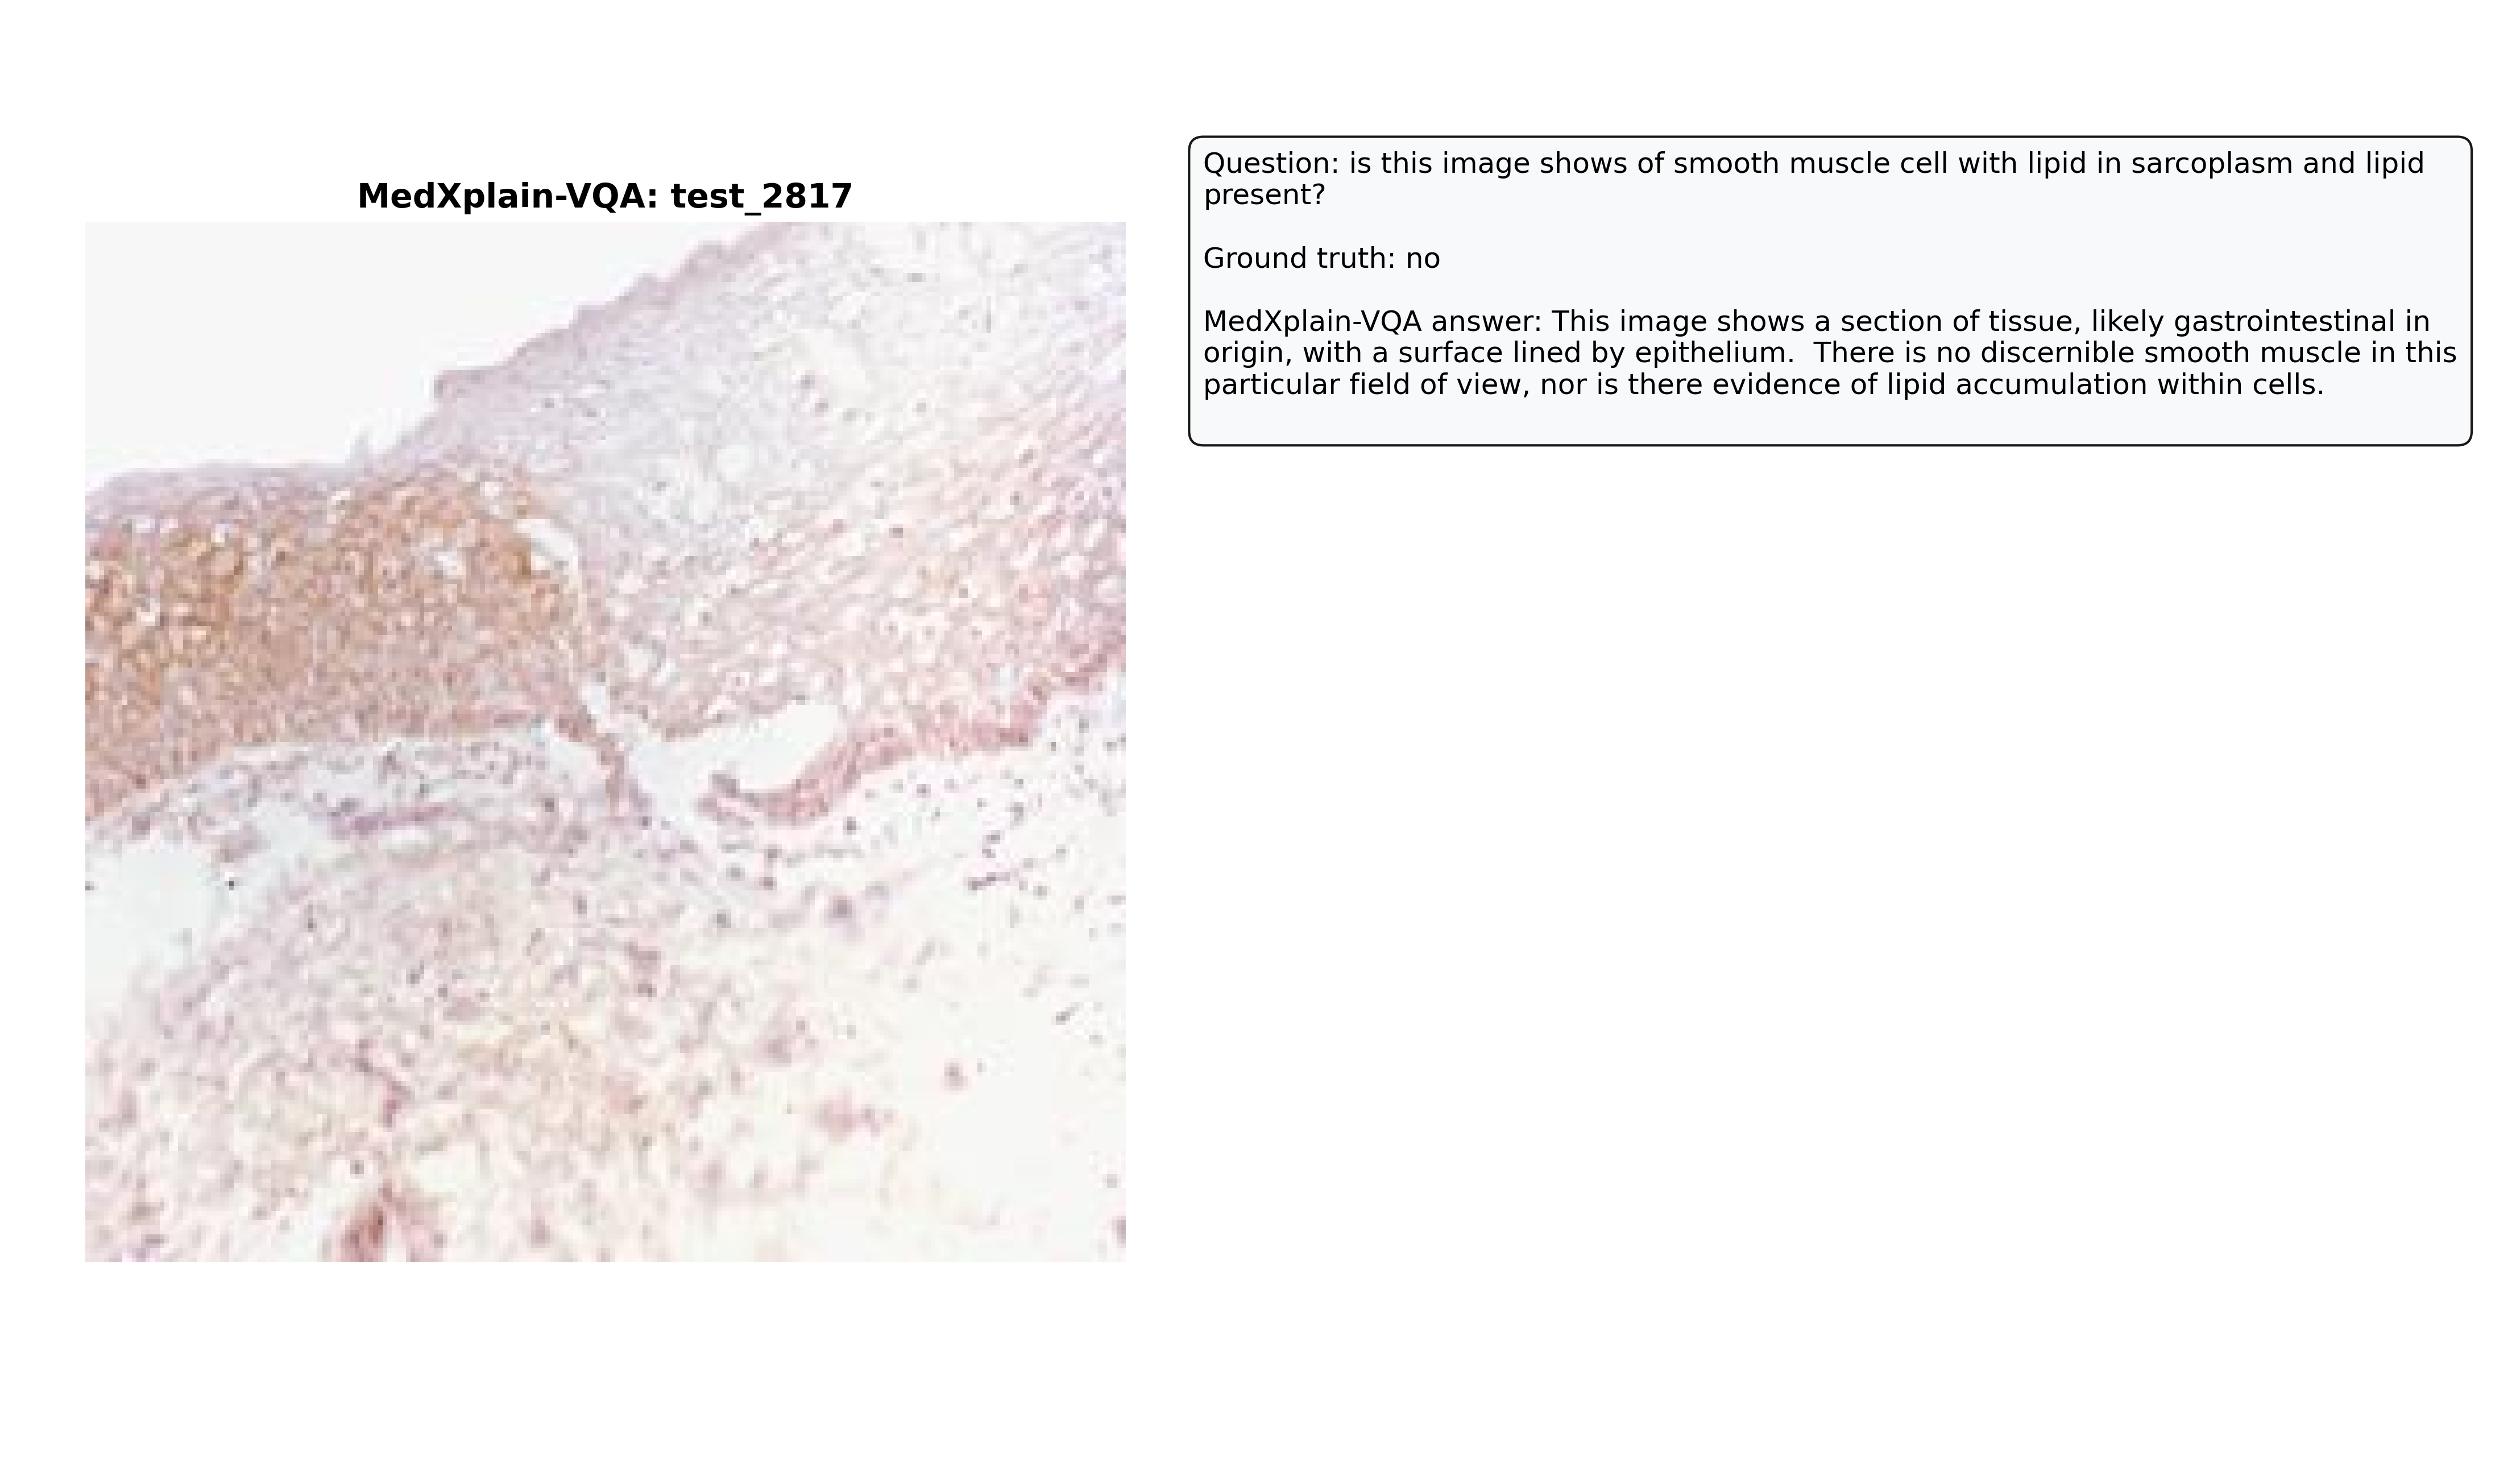 MedXplain-VQA: test_2817
Question: is this image shows of smooth muscle cell with lipid in sarcoplasm and lipid
present?
Ground truth: no
MedXplain-VQA answer: This image shows a section of tissue, likely gastrointestinal in
origin, with a surface lined by epithelium.  There is no discernible smooth muscle in this
particular field of view, nor is there evidence of lipid accumulation within cells.